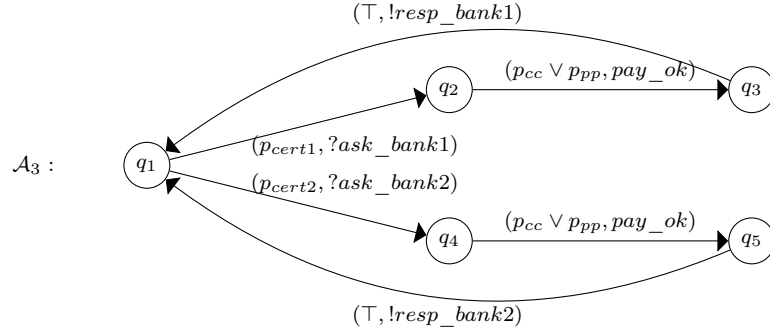 (⊤, !resp_bank1)
q₂ (p_cc ∨ p_pp, pay_ok) q₃
(p_cert1, ?ask_bank1)
𝒜₃ : q₁
(p_cert2, ?ask_bank2)
q₄ (p_cc ∨ p_pp, pay_ok) q₅
(⊤, !resp_bank2)